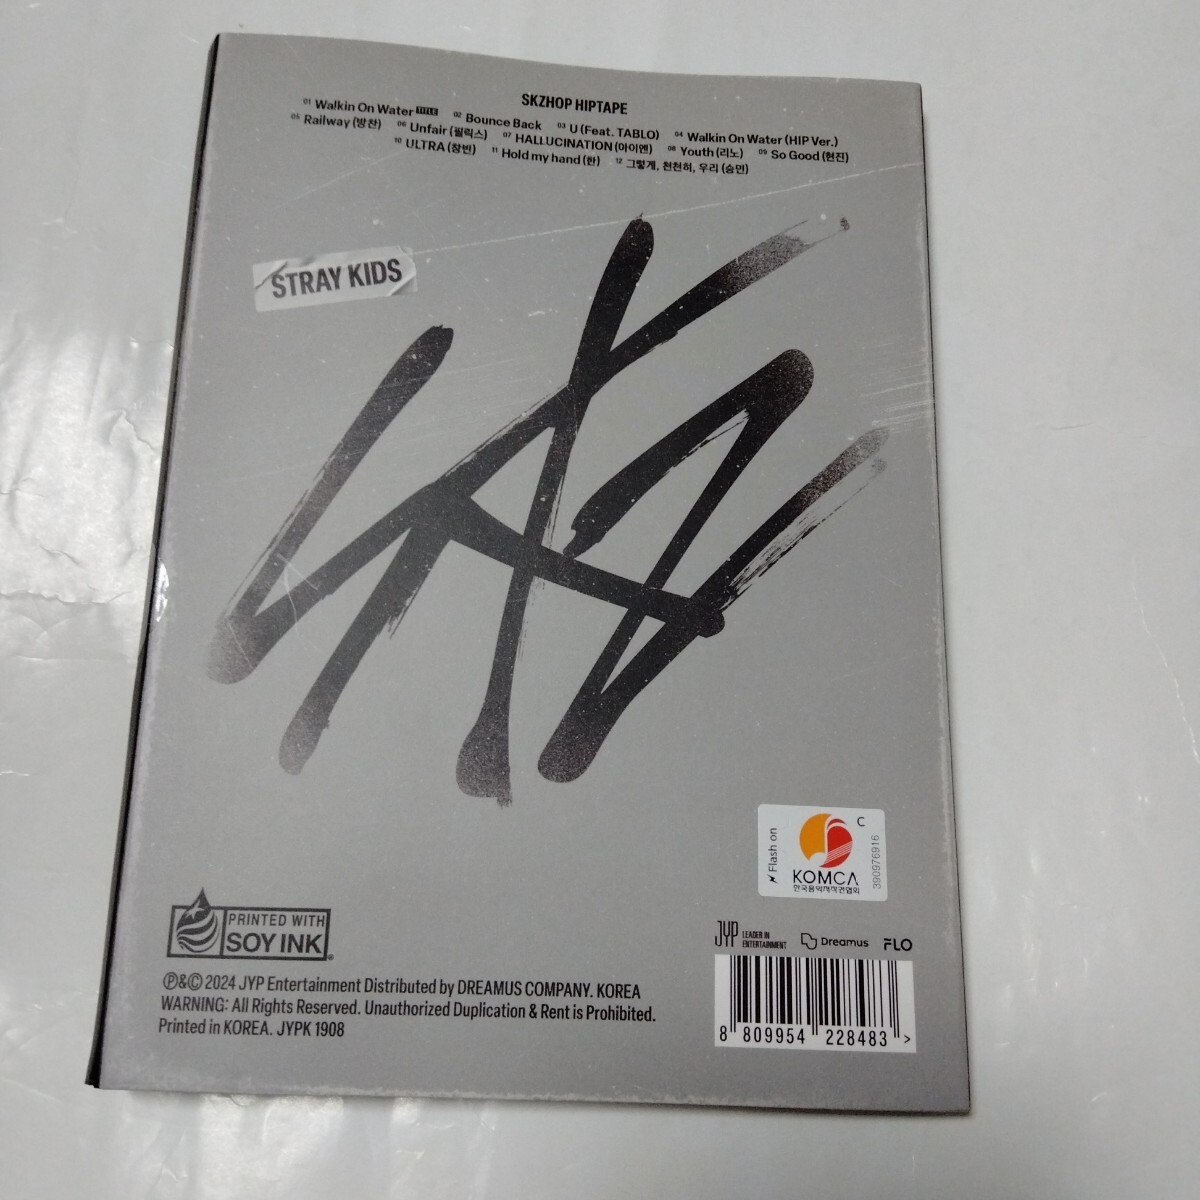 SKZHOP HIPTAPE
01 Walkin On Water TITLE 02 Bounce Back 03 U (Feat. TABLO) 04 Walkin On Water (HIP Ver.)
05 Railway (방찬) 06 Unfair (필릭스) 07 HALLUCINATION (아이엔) 08 Youth (리노) 09 So Good (현진)
10 ULTRA (창빈) 11 Hold my hand (한) 12 그렇게, 천천히, 우리 (승민)
STRAY KIDS
SKZ
Flash on
C
KOMCA
한국음악저작권협회
390976916
PRINTED WITH
SOY INK
JYP LEADER IN
ENTERTAINMENT
Dreamus
FLO
Ⓟ&© 2024 JYP Entertainment Distributed by DREAMUS COMPANY. KOREA
WARNING: All Rights Reserved. Unauthorized Duplication & Rent is Prohibited.
Printed in KOREA. JYPK 1908
8 809954 228483 >